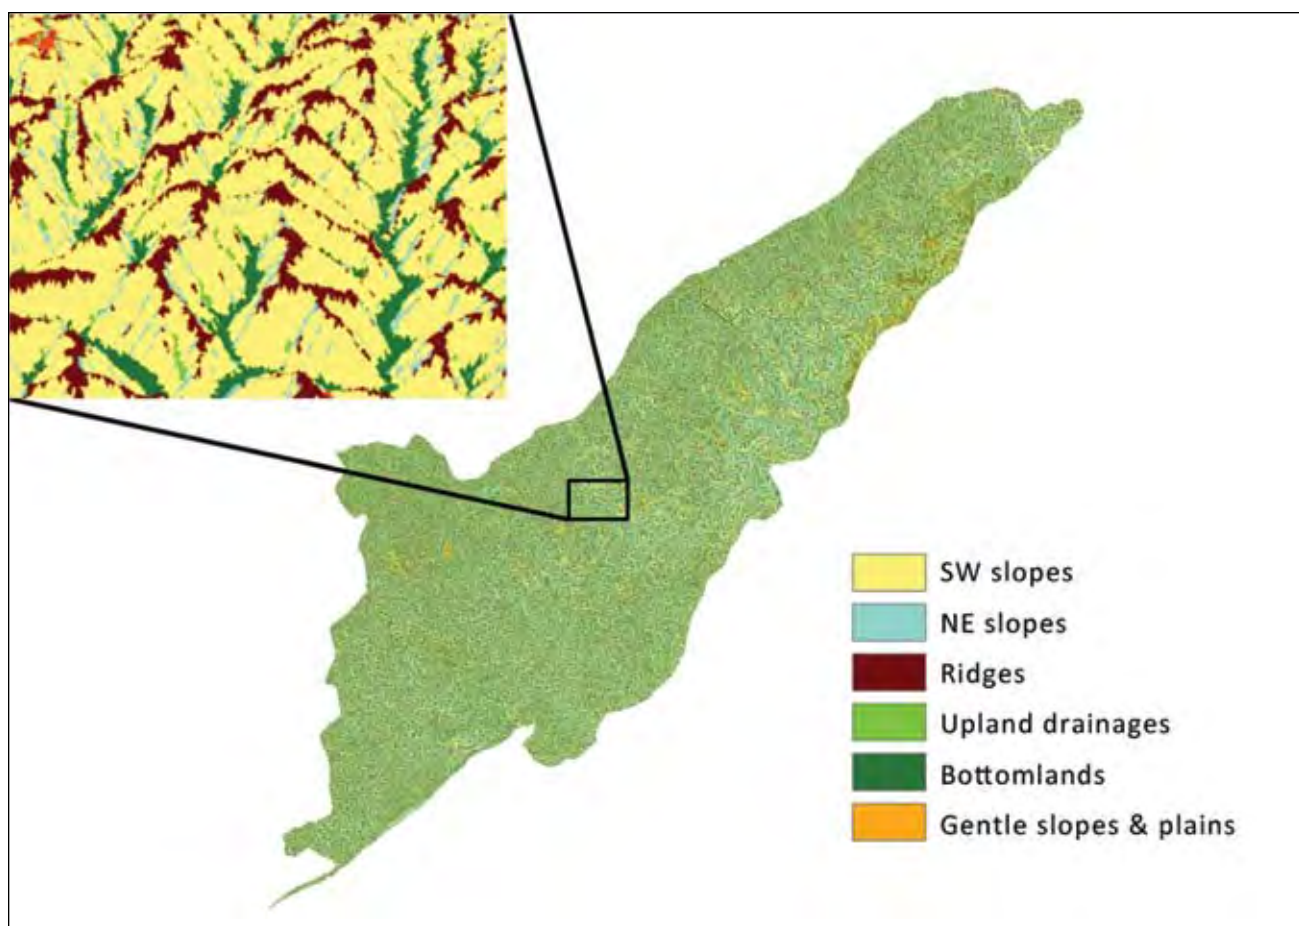 SW slopes
NE slopes
Ridges
Upland drainages
Bottomlands
Gentle slopes & plains